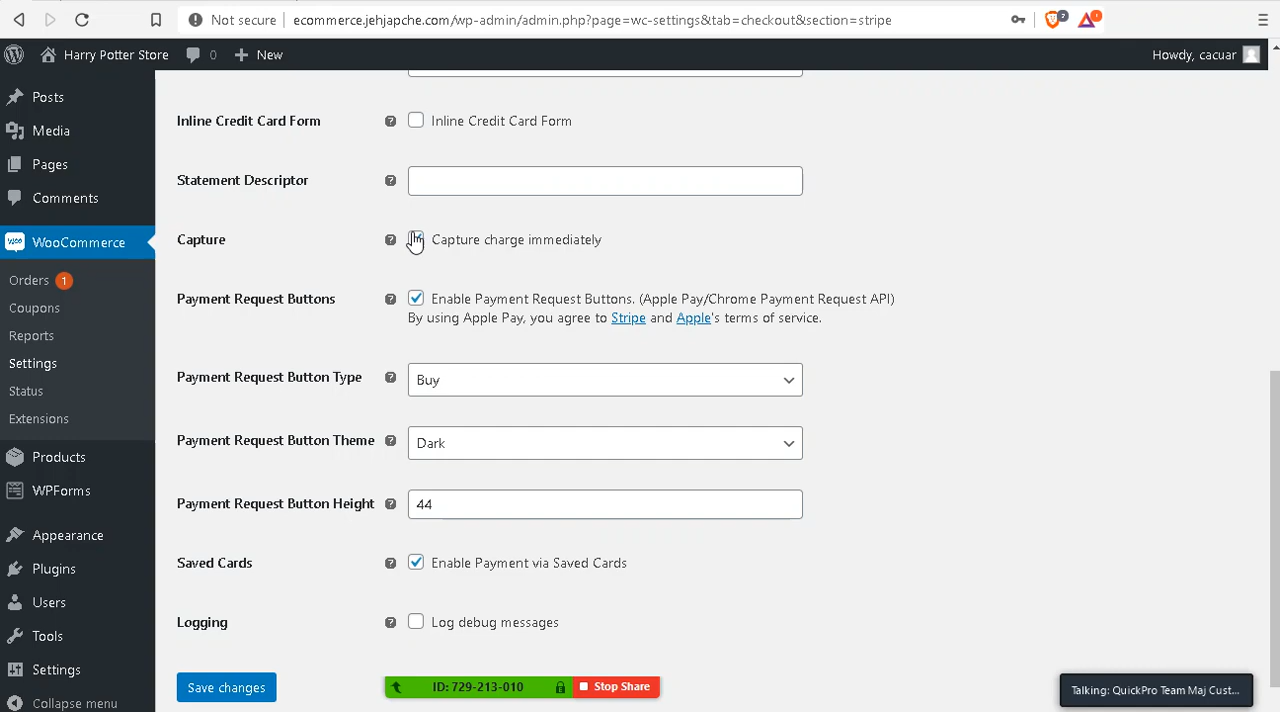 Not secure
ecommerce.jehjapche.com/wp-admin/admin.php?page=wc-settings&tab=checkout&section=stripe
2
1
Harry Potter Store
0
New
Howdy, cacuar
Posts
Media
Pages
Comments
Woo
WooCommerce
Orders 1
Coupons
Reports
Settings
Status
Extensions
Products
WPForms
Appearance
Plugins
Users
Tools
Settings
Collapse menu
Inline Credit Card Form ? Inline Credit Card Form
Statement Descriptor ?
Capture ? Capture charge immediately
Payment Request Buttons ? Enable Payment Request Buttons. (Apple Pay/Chrome Payment Request API)
By using Apple Pay, you agree to Stripe and Apple's terms of service.
Payment Request Button Type ? Buy
Payment Request Button Theme ? Dark
Payment Request Button Height ? 44
Saved Cards ? Enable Payment via Saved Cards
Logging ? Log debug messages
Save changes
ID: 729-213-010
Stop Share
Talking: QuickPro Team Maj Cust...